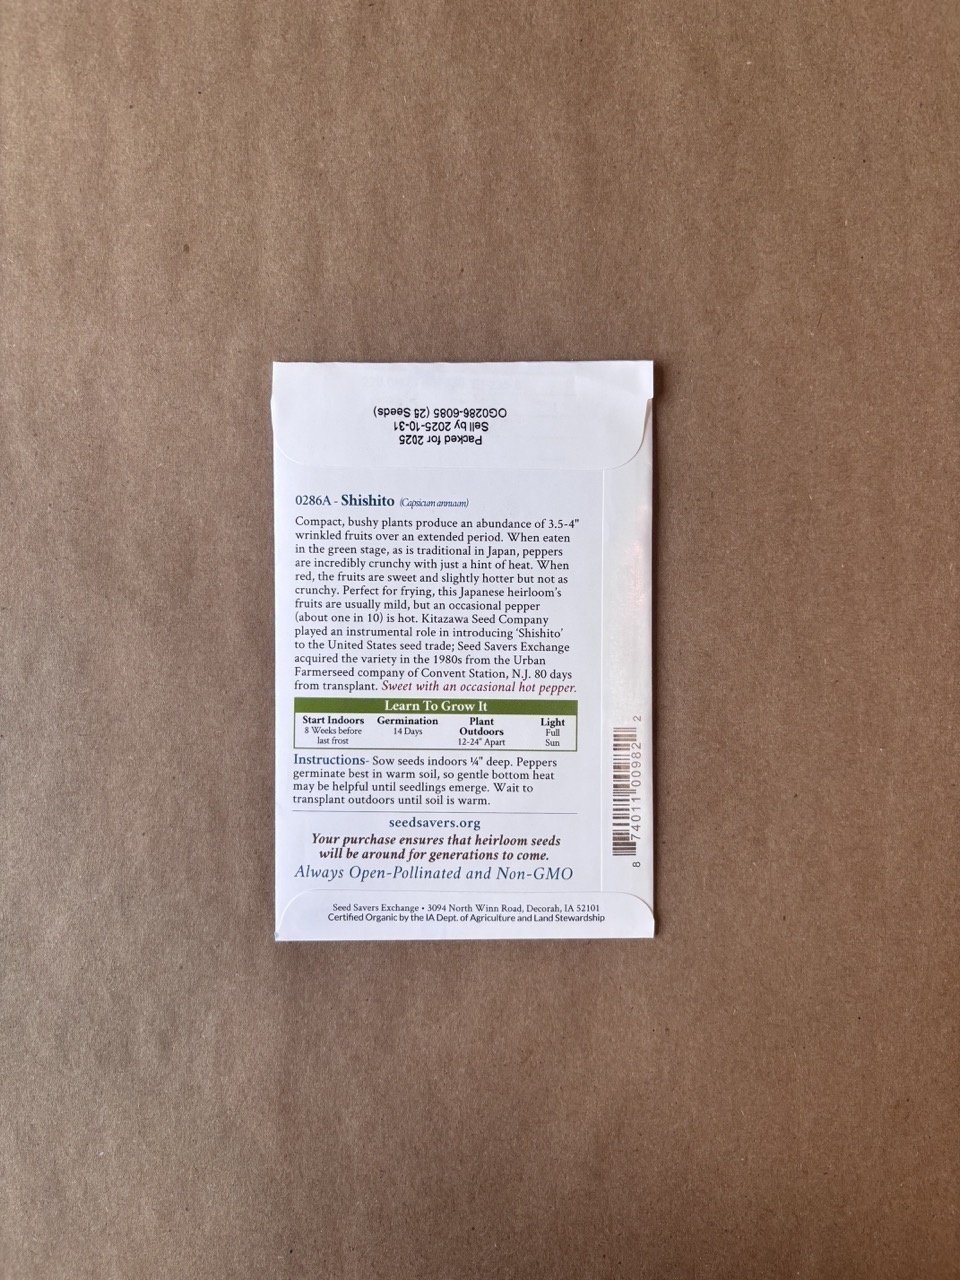 OG0286-6085 (25 Seeds)
Sell by 2025-10-31
Packed for 2025
0286A - Shishito (Capsicum annuum)
Compact, bushy plants produce an abundance of 3.5-4"
wrinkled fruits over an extended period. When eaten
in the green stage, as is traditional in Japan, peppers
are incredibly crunchy with just a hint of heat. When
red, the fruits are sweet and slightly hotter but not as
crunchy. Perfect for frying, this Japanese heirloom's
fruits are usually mild, but an occasional pepper
(about one in 10) is hot. Kitazawa Seed Company
played an instrumental role in introducing ‘Shishito’
to the United States seed trade; Seed Savers Exchange
acquired the variety in the 1980s from the Urban
Farmerseed company of Convent Station, N.J. 80 days
from transplant. Sweet with an occasional hot pepper.
Learn To Grow It
Start Indoors
8 Weeks before
last frost
Germination
14 Days
Plant
Outdoors
12-24" Apart
Light
Full
Sun
Instructions- Sow seeds indoors ¼" deep. Peppers
germinate best in warm soil, so gentle bottom heat
may be helpful until seedlings emerge. Wait to
transplant outdoors until soil is warm.
seedsavers.org
Your purchase ensures that heirloom seeds
will be around for generations to come.
Always Open-Pollinated and Non-GMO
Seed Savers Exchange • 3094 North Winn Road, Decorah, IA 52101
Certified Organic by the IA Dept. of Agriculture and Land Stewardship
8 74011 00982 2